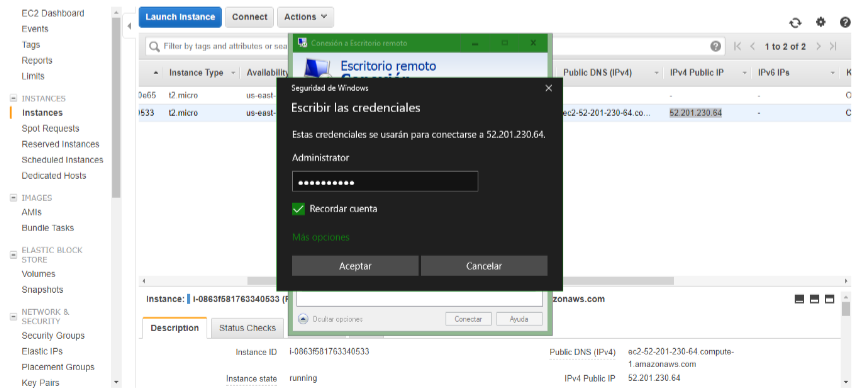 EC2 Dashboard
Events
Tags
Reports
Limits
INSTANCES
Instances
Spot Requests
Reserved Instances
Scheduled Instances
Dedicated Hosts
IMAGES
AMIs
Bundle Tasks
ELASTIC BLOCK
STORE
Volumes
Snapshots
NETWORK &
SECURITY
Security Groups
Elastic IPs
Placement Groups
Key Pairs
Launch Instance Connect Actions
Filter by tags and attributes or sea
1 to 2 of 2
Instance Type Availability Public DNS (IPv4) IPv4 Public IP IPv6 IPs
0e65 t2.micro us-east- - -
0533 t2.micro us-east- ec2-52-201-230-64.co... 52.201.230.64 -
Conexión a Escritorio remoto
Escritorio remoto
Conexión
Seguridad de Windows
Escribir las credenciales
Estas credenciales se usarán para conectarse a 52.201.230.64.
Administrator
••••••••••
Recordar cuenta
Más opciones
Aceptar Cancelar
Ocultar opciones Conectar Ayuda
Instance: i-0863f581763340533 zonaws.com
Description Status Checks
Instance ID i-0863f581763340533
Instance state running
Public DNS (IPv4) ec2-52-201-230-64.compute-
1.amazonaws.com
IPv4 Public IP 52.201.230.64